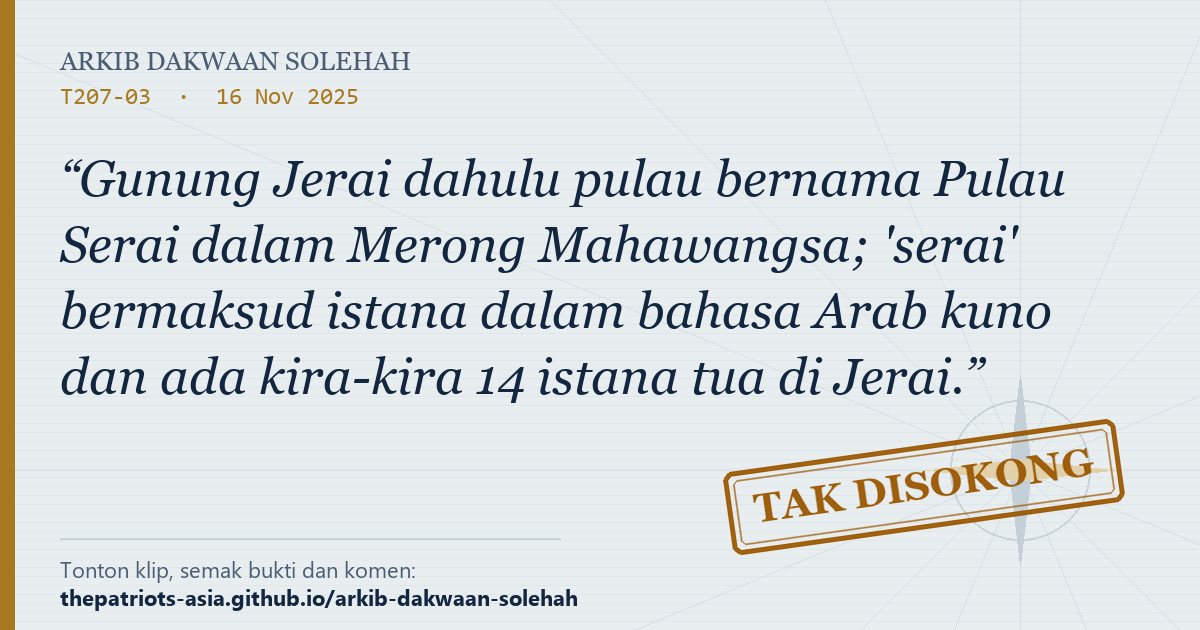 ARKIB DAKWAAN SOLEHAH
T207-03 · 16 Nov 2025
“Gunung Jerai dahulu pulau bernama Pulau
Serai dalam Merong Mahawangsa; 'serai'
bermaksud istana dalam bahasa Arab kuno
dan ada kira-kira 14 istana tua di Jerai.”
TAK DISOKONG
Tonton klip, semak bukti dan komen:
thepatriots-asia.github.io/arkib-dakwaan-solehah